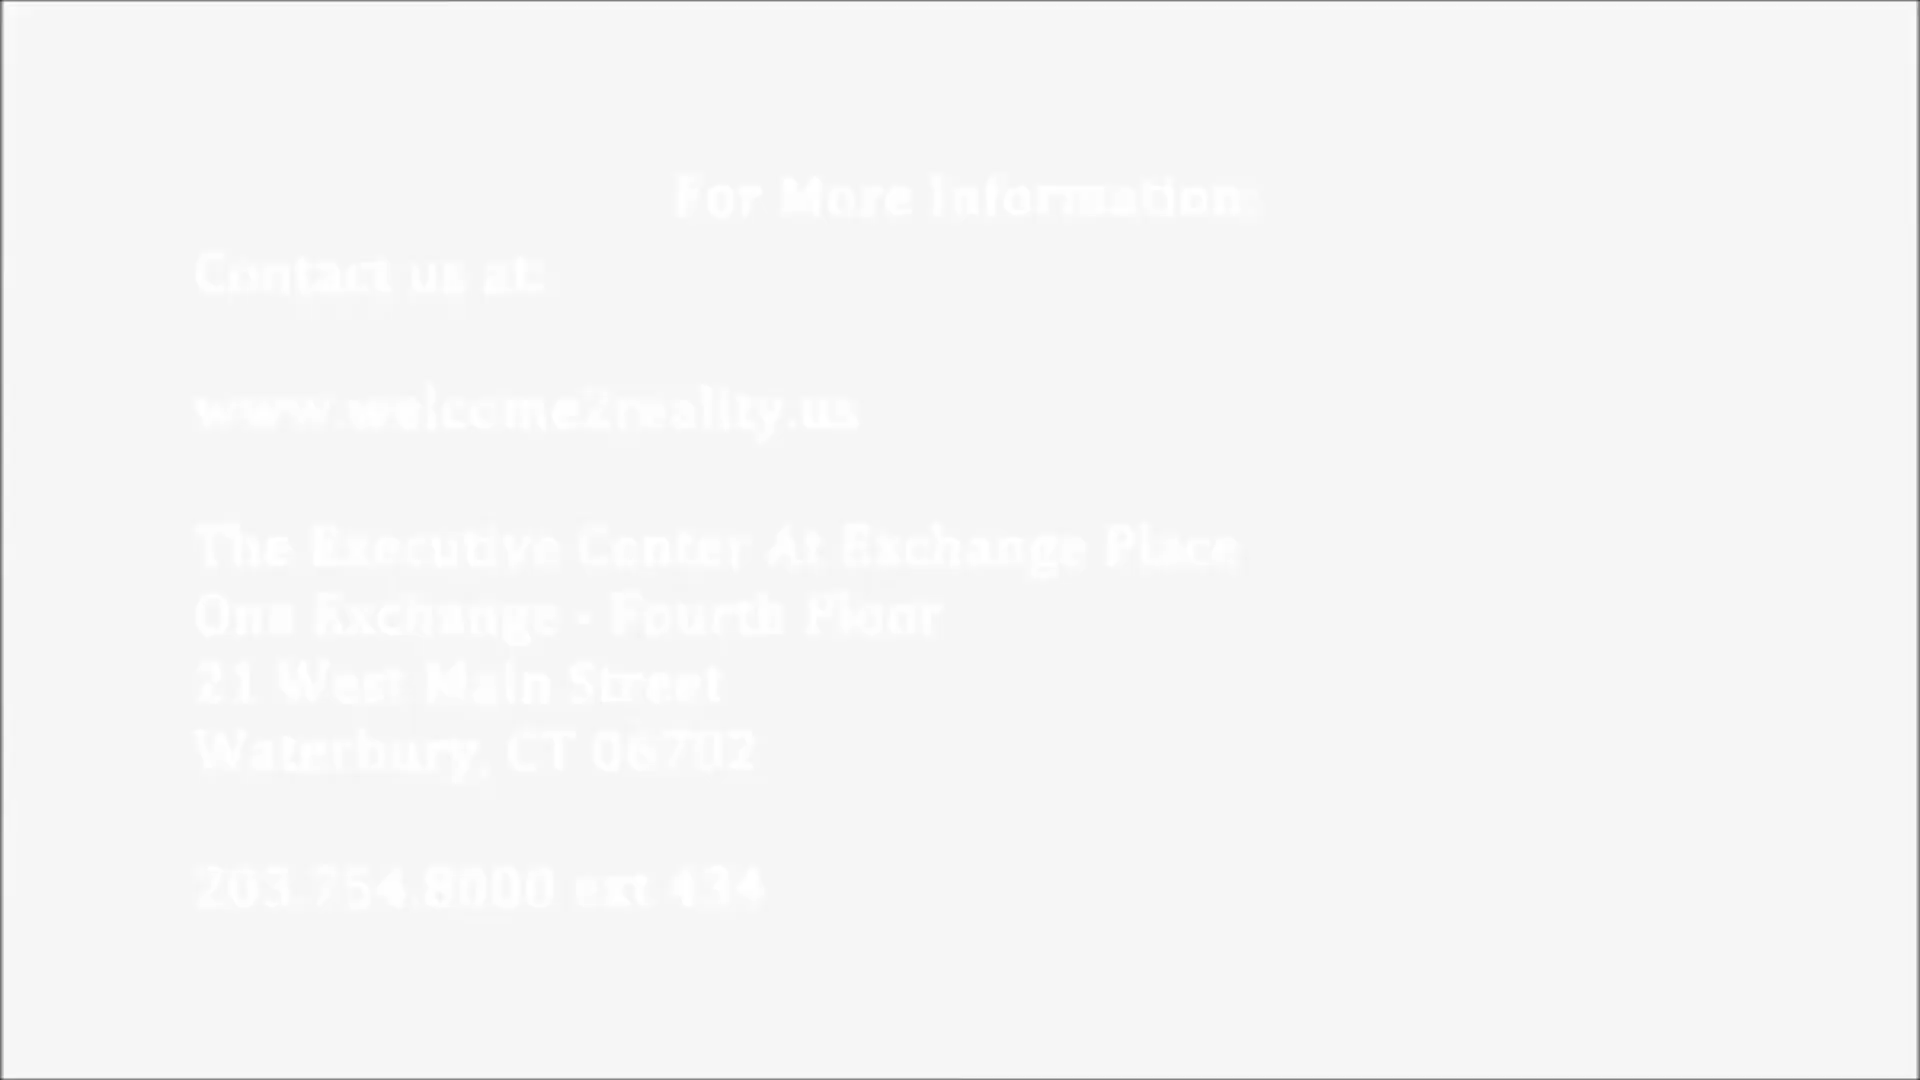 For More Information:
Contact us at:
www.welcome2reality.us
The Executive Center At Exchange Place
One Exchange - Fourth Floor
21 West Main Street
Waterbury, CT 06702
203.754.8000 ext 434